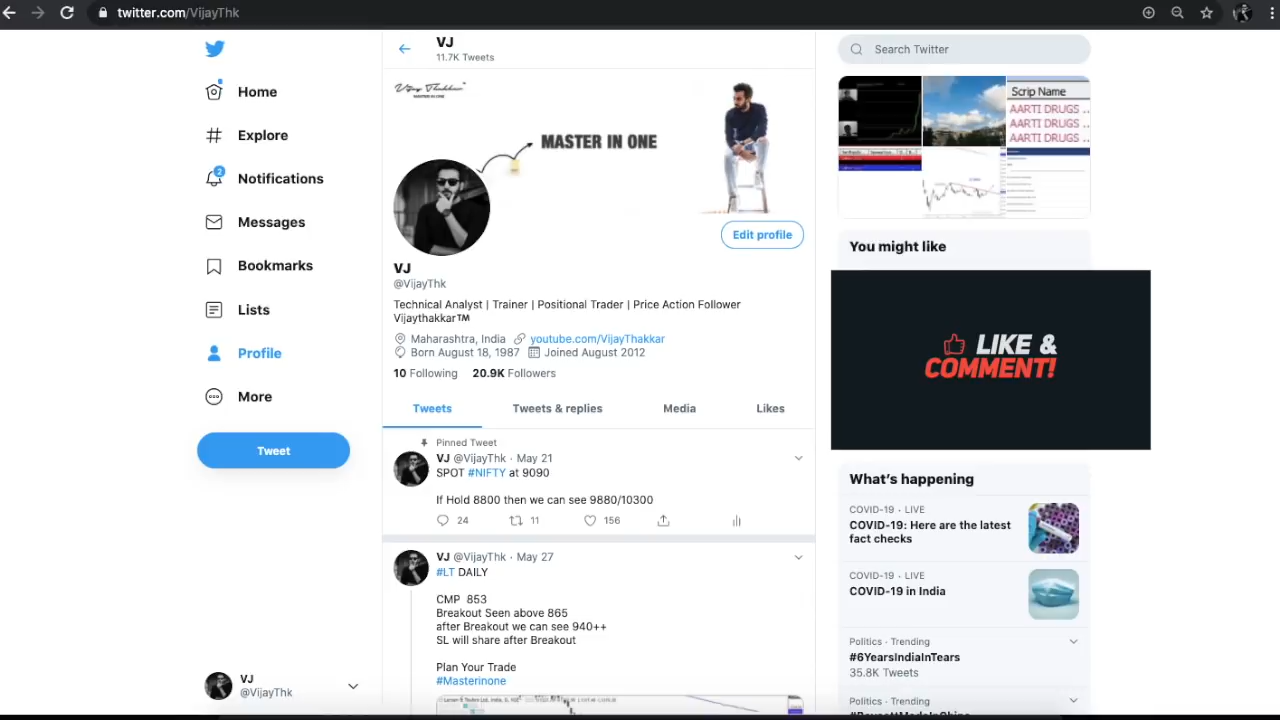 twitter.com/VijayThk
Home
Explore
2
Notifications
Messages
Bookmarks
Lists
Profile
More
Tweet
VJ
@VijayThk
VJ
11.7K Tweets
Vijay Thakkar
MASTER IN ONE
MASTER IN ONE
Edit profile
VJ
@VijayThk
Technical Analyst | Trainer | Positional Trader | Price Action Follower
Vijaythakkar™
Maharashtra, India youtube.com/VijayThakkar
Born August 18, 1987 Joined August 2012
10 Following 20.9K Followers
Tweets Tweets & replies Media Likes
Pinned Tweet
VJ @VijayThk · May 21
SPOT #NIFTY at 9090
If Hold 8800 then we can see 9880/10300
24 11 156
VJ @VijayThk · May 27
#LT DAILY
CMP 853
Breakout Seen above 865
after Breakout we can see 940++
SL will share after Breakout
Plan Your Trade
#Masterinone
Search Twitter
Scrip Name
AARTI DRUGS ..
AARTI DRUGS ..
AARTI DRUGS ..
You might like
LIKE &
COMMENT!
What's happening
COVID-19 · LIVE
COVID-19: Here are the latest
fact checks
COVID-19 · LIVE
COVID-19 in India
Politics · Trending
#6YearsIndiaInTears
35.8K Tweets
Politics · Trending